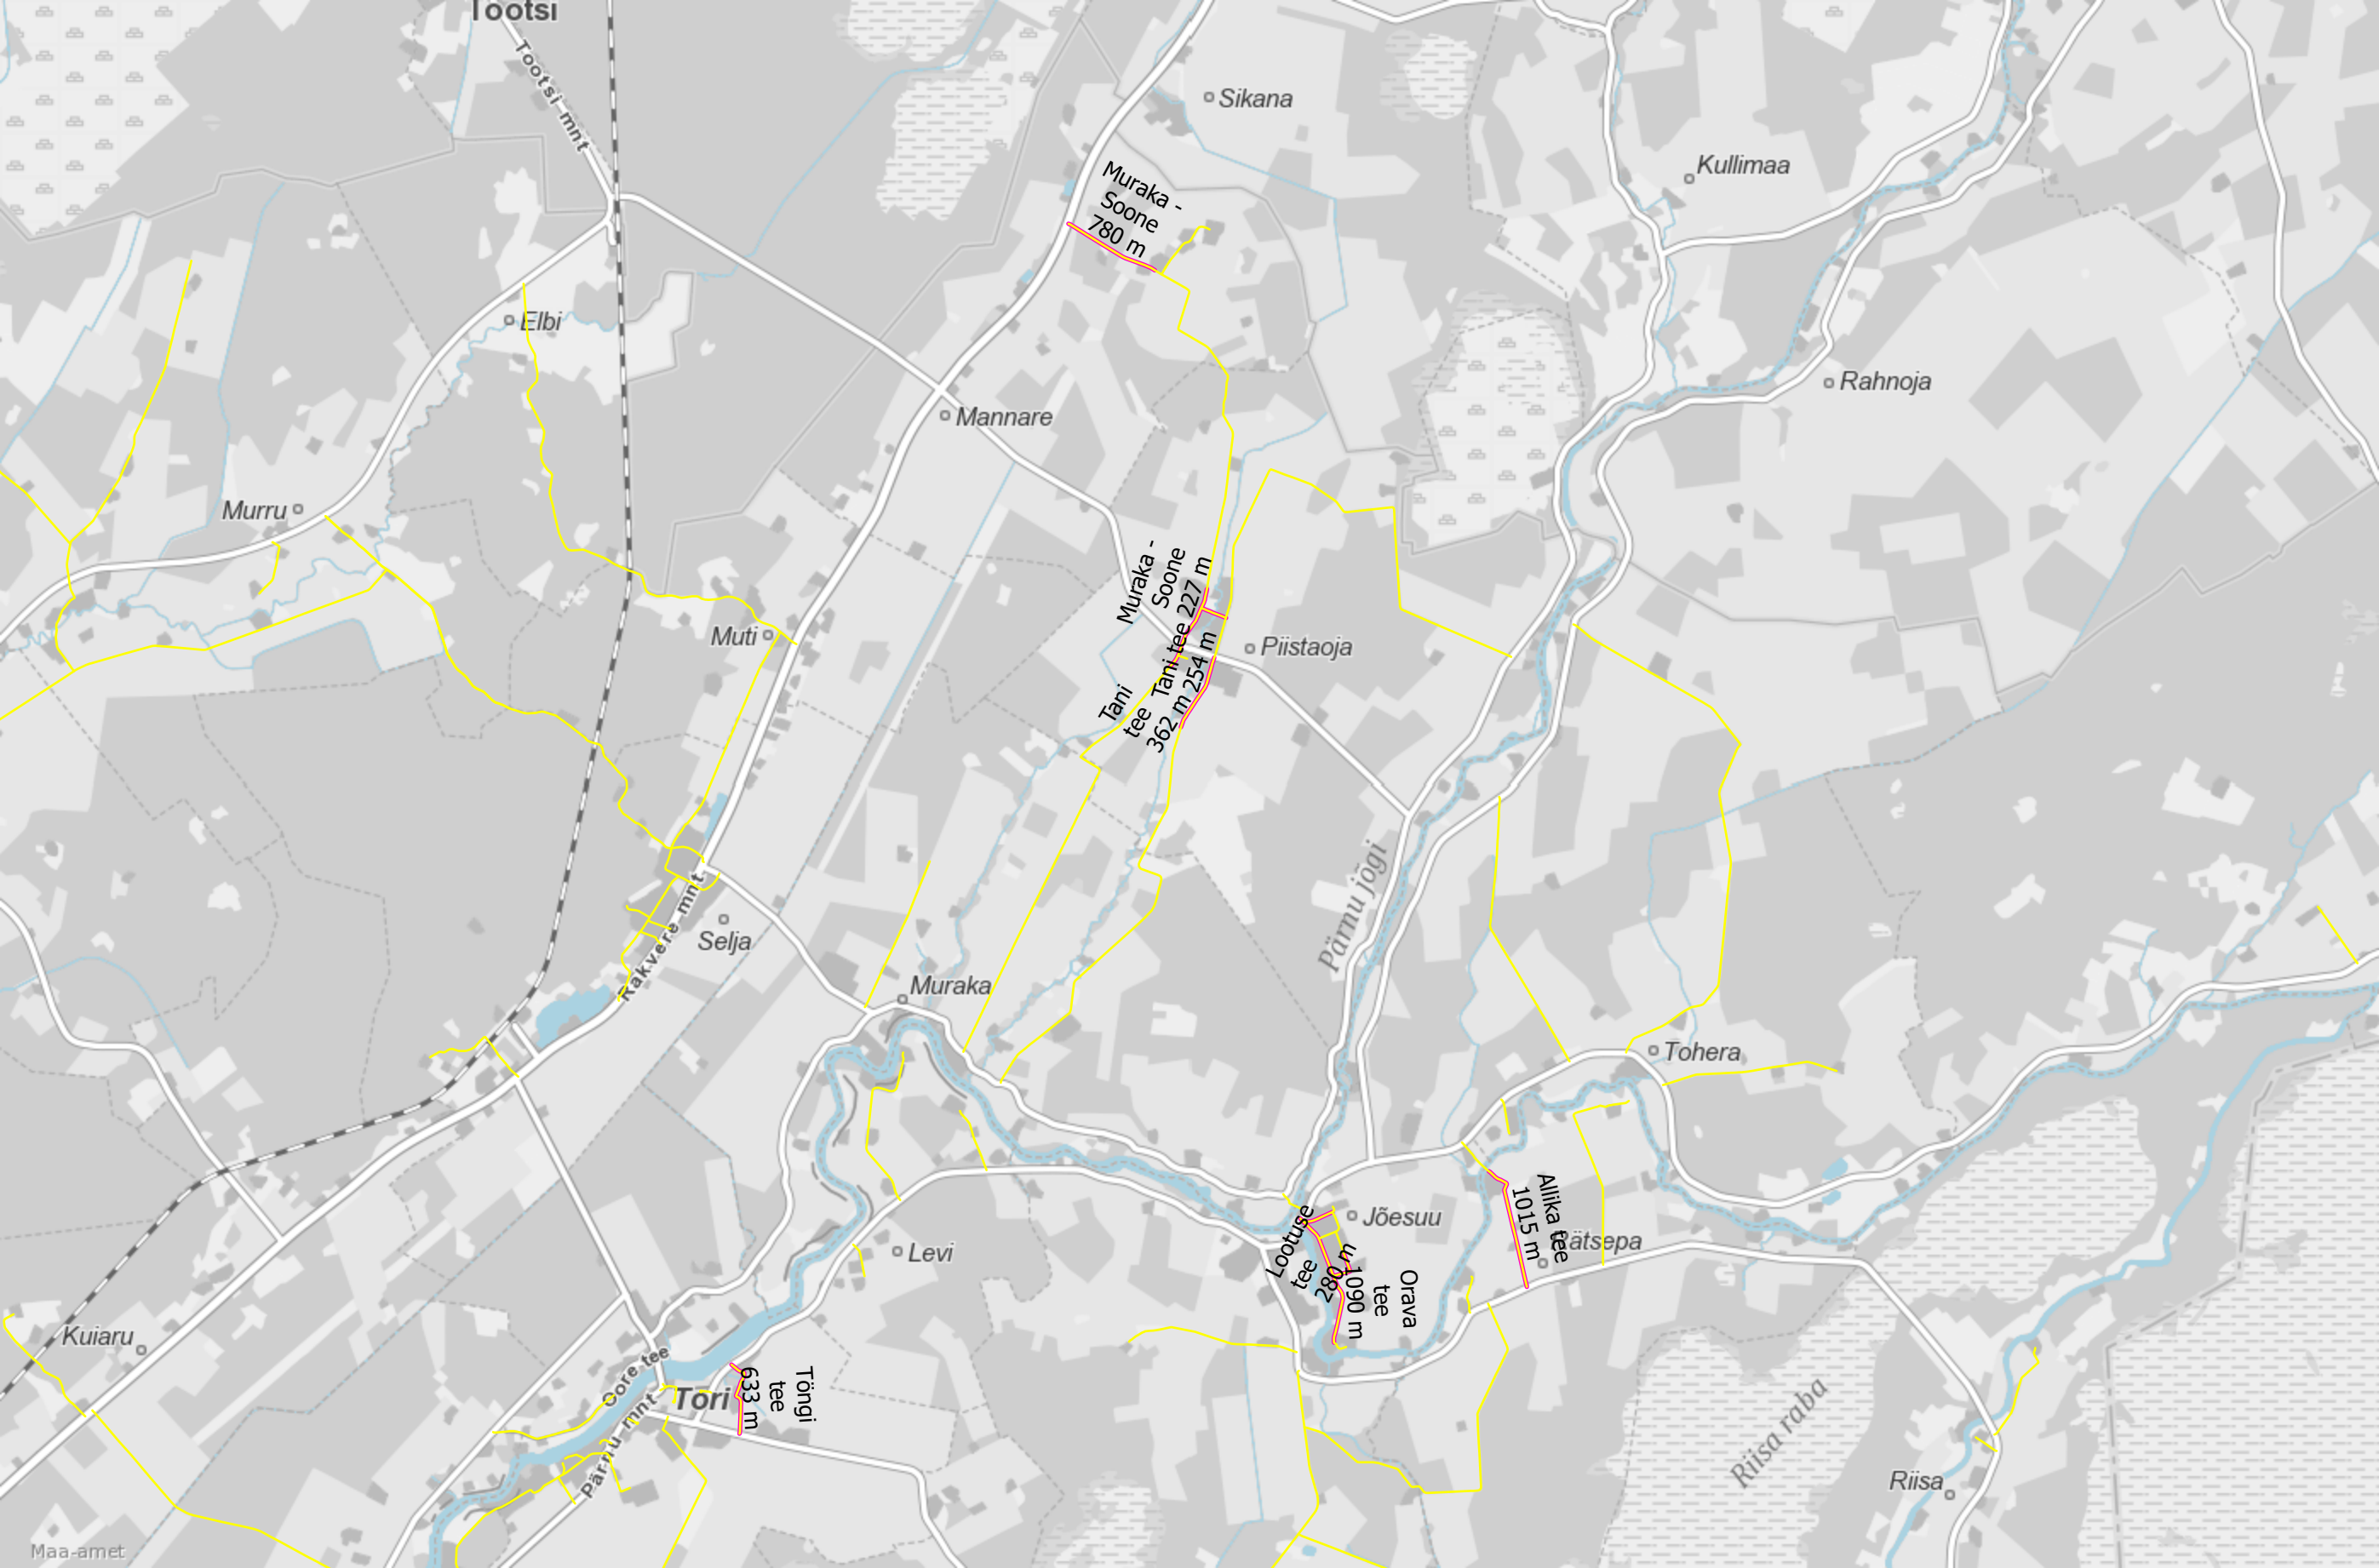 Tootsi
Tootsi mnt
Sikana
Kullimaa
Muraka -
Soone
780 m
Elbi
Mannare
Rahnoja
Murru
Muraka -
Soone
227 m
Muti
Piistaoja
Tani tee
254 m
Tani
tee
362 m
Pärnu jõgi
Rakvere mnt
Selja
Muraka
Tohera
Allika tee
1015 m
Jõesuu
Lootuse
tee
280 m
Orava
tee
1090 m
Levi
Kuiaru
Core tee
Tori
Töngi
tee
633 m
Pärnu mnt
Riisa raba
Riisa
Maa-amet